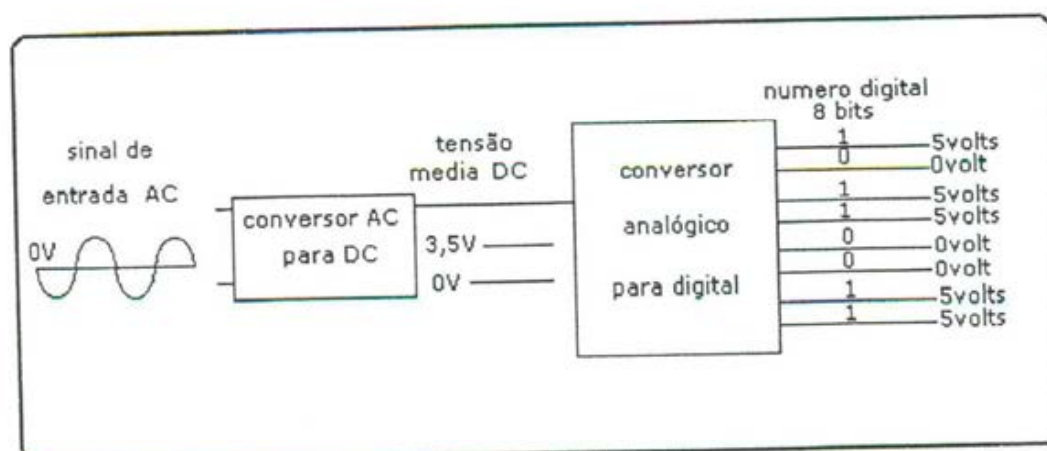 sinal de
entrada AC
0V
conversor AC
para DC
tensão
media DC
3,5V
0V
conversor
analógico
para digital
numero digital
8 bits
1 5volts
0 0volt
1 5volts
1 5volts
0 0volt
0 0volt
1 5volts
1 5volts